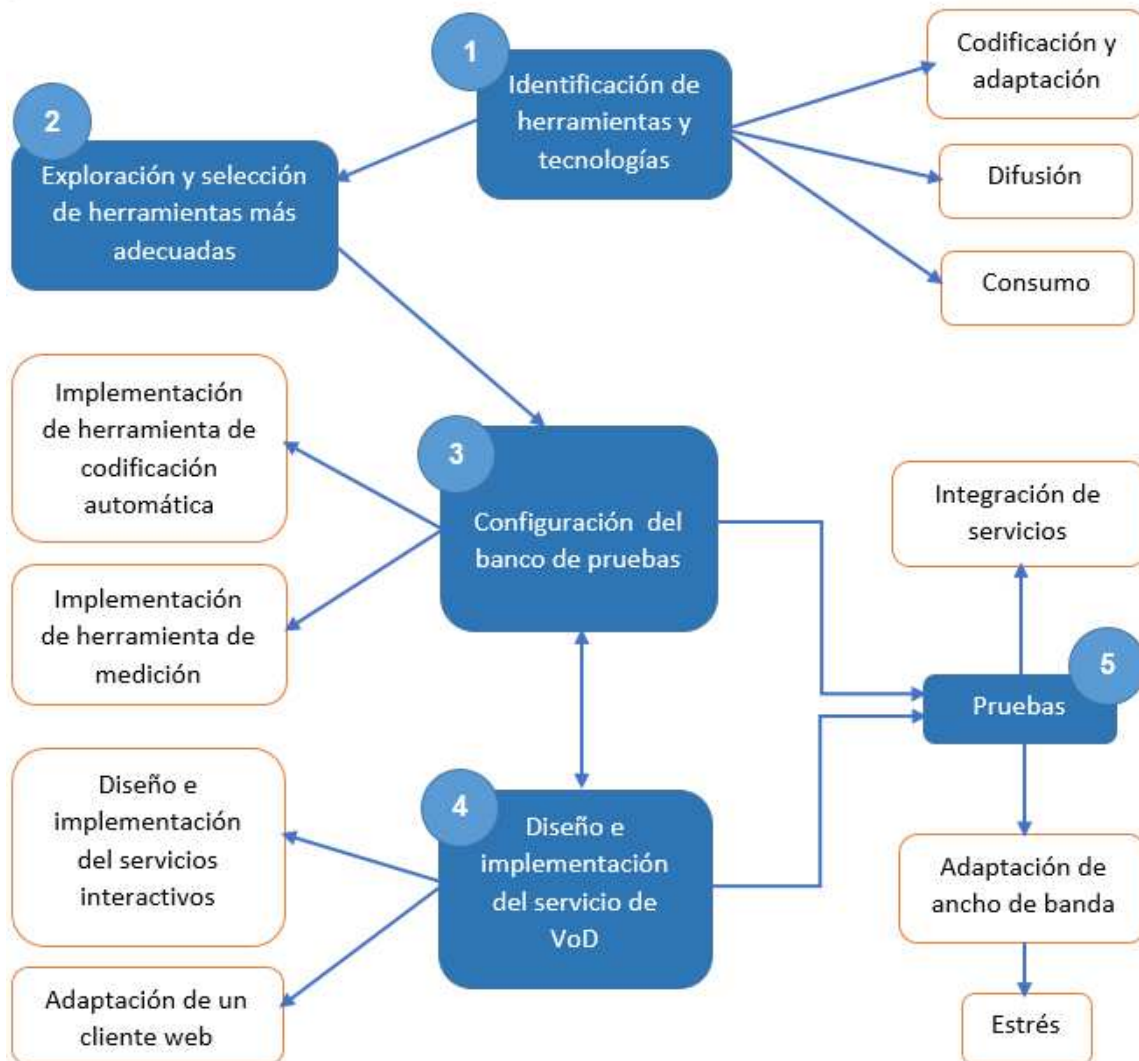 1
Identificación de
herramientas y
tecnologías
Codificación y
adaptación
Difusión
Consumo
2
Exploración y selección
de herramientas más
adecuadas
Implementación
de herramienta de
codificación
automática
Implementación
de herramienta de
medición
3
Configuración del
banco de pruebas
Integración de
servicios
5
Pruebas
Diseño e
implementación
del servicios
interactivos
Adaptación de un
cliente web
4
Diseño e
implementación
del servicio de
VoD
Adaptación de
ancho de banda
Estrés